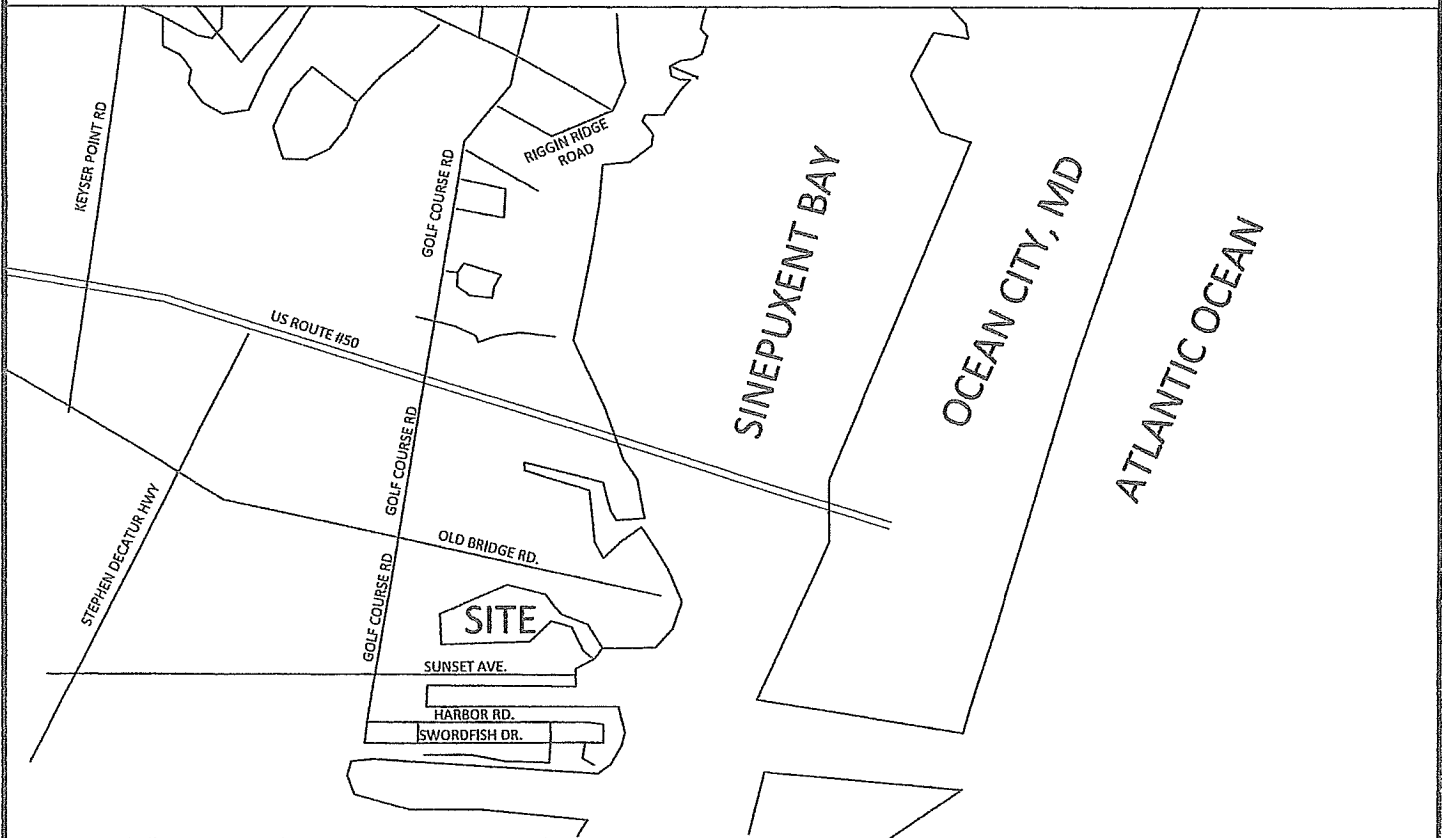 KEYSER POINT RD
GOLF COURSE RD
RIGGIN RIDGE
ROAD
SINEPUXENT BAY
OCEAN CITY, MD
ATLANTIC OCEAN
US ROUTE #50
GOLF COURSE RD
STEPHEN DECATUR HWY
OLD BRIDGE RD.
GOLF COURSE RD
SITE
SUNSET AVE.
HARBOR RD.
SWORDFISH DR.